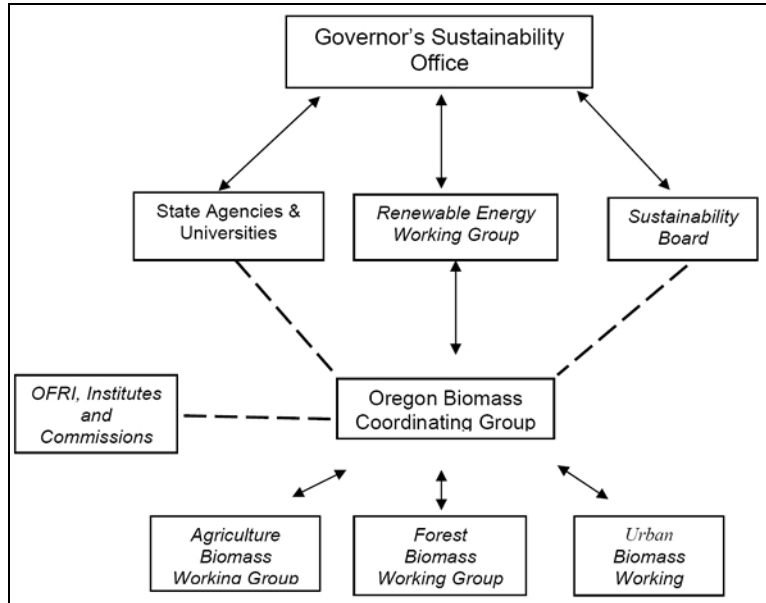 Governor's Sustainability
Office
State Agencies &
Universities
Renewable Energy
Working Group
Sustainability
Board
OFRI, Institutes
and
Commissions
Oregon Biomass
Coordinating Group
Agriculture
Biomass
Working Group
Forest
Biomass
Working Group
Urban
Biomass
Working